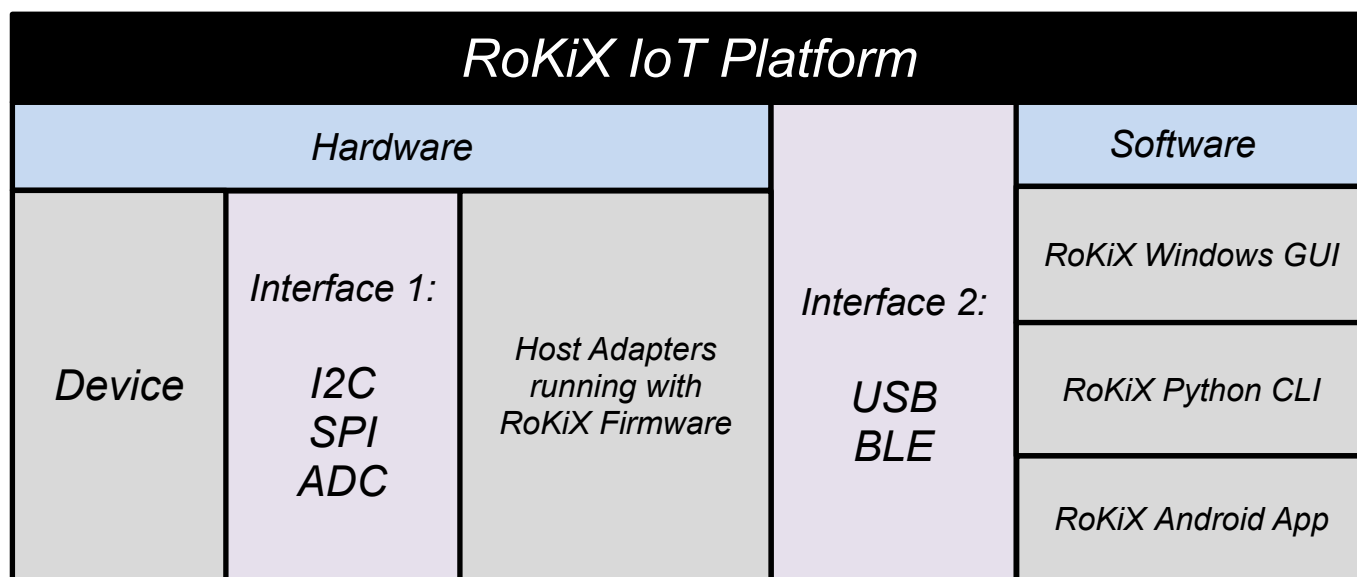 RoKiX IoT Platform
Hardware
Software
Device
Interface 1:
I2C
SPI
ADC
Host Adapters
running with
RoKiX Firmware
Interface 2:
USB
BLE
RoKiX Windows GUI
RoKiX Python CLI
RoKiX Android App